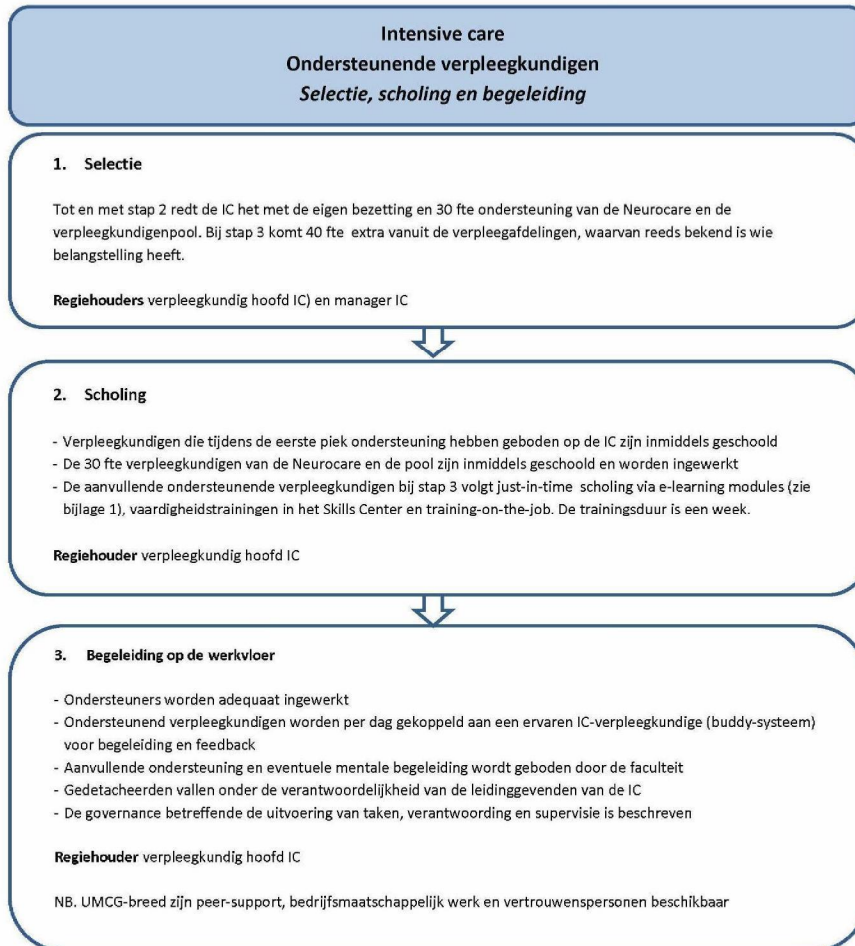 Intensive care
Ondersteunende verpleegkundigen
Selectie, scholing en begeleiding
1. Selectie
Tot en met stap 2 redt de IC het met de eigen bezetting en 30 fte ondersteuning van de Neurocare en de
verpleegkundigenpool. Bij stap 3 komt 40 fte extra vanuit de verpleegafdelingen, waarvan reeds bekend is wie
belangstelling heeft.
Regiehouders verpleegkundig hoofd IC) en manager IC
2. Scholing
- Verpleegkundigen die tijdens de eerste piek ondersteuning hebben geboden op de IC zijn inmiddels geschoold
- De 30 fte verpleegkundigen van de Neurocare en de pool zijn inmiddels geschoold en worden ingewerkt
- De aanvullende ondersteunende verpleegkundigen bij stap 3 volgt just-in-time scholing via e-learning modules (zie
bijlage 1), vaardigheidstrainingen in het Skills Center en training-on-the-job. De trainingsduur is een week.
Regiehouder verpleegkundig hoofd IC
3. Begeleiding op de werkvloer
- Ondersteuners worden adequaat ingewerkt
- Ondersteunend verpleegkundigen worden per dag gekoppeld aan een ervaren IC-verpleegkundige (buddy-systeem)
voor begeleiding en feedback
- Aanvullende ondersteuning en eventuele mentale begeleiding wordt geboden door de faculteit
- Gedetacheerden vallen onder de verantwoordelijkheid van de leidinggevenden van de IC
- De governance betreffende de uitvoering van taken, verantwoording en supervisie is beschreven
Regiehouder verpleegkundig hoofd IC
NB. UMCG-breed zijn peer-support, bedrijfsmaatschappelijk werk en vertrouwenspersonen beschikbaar